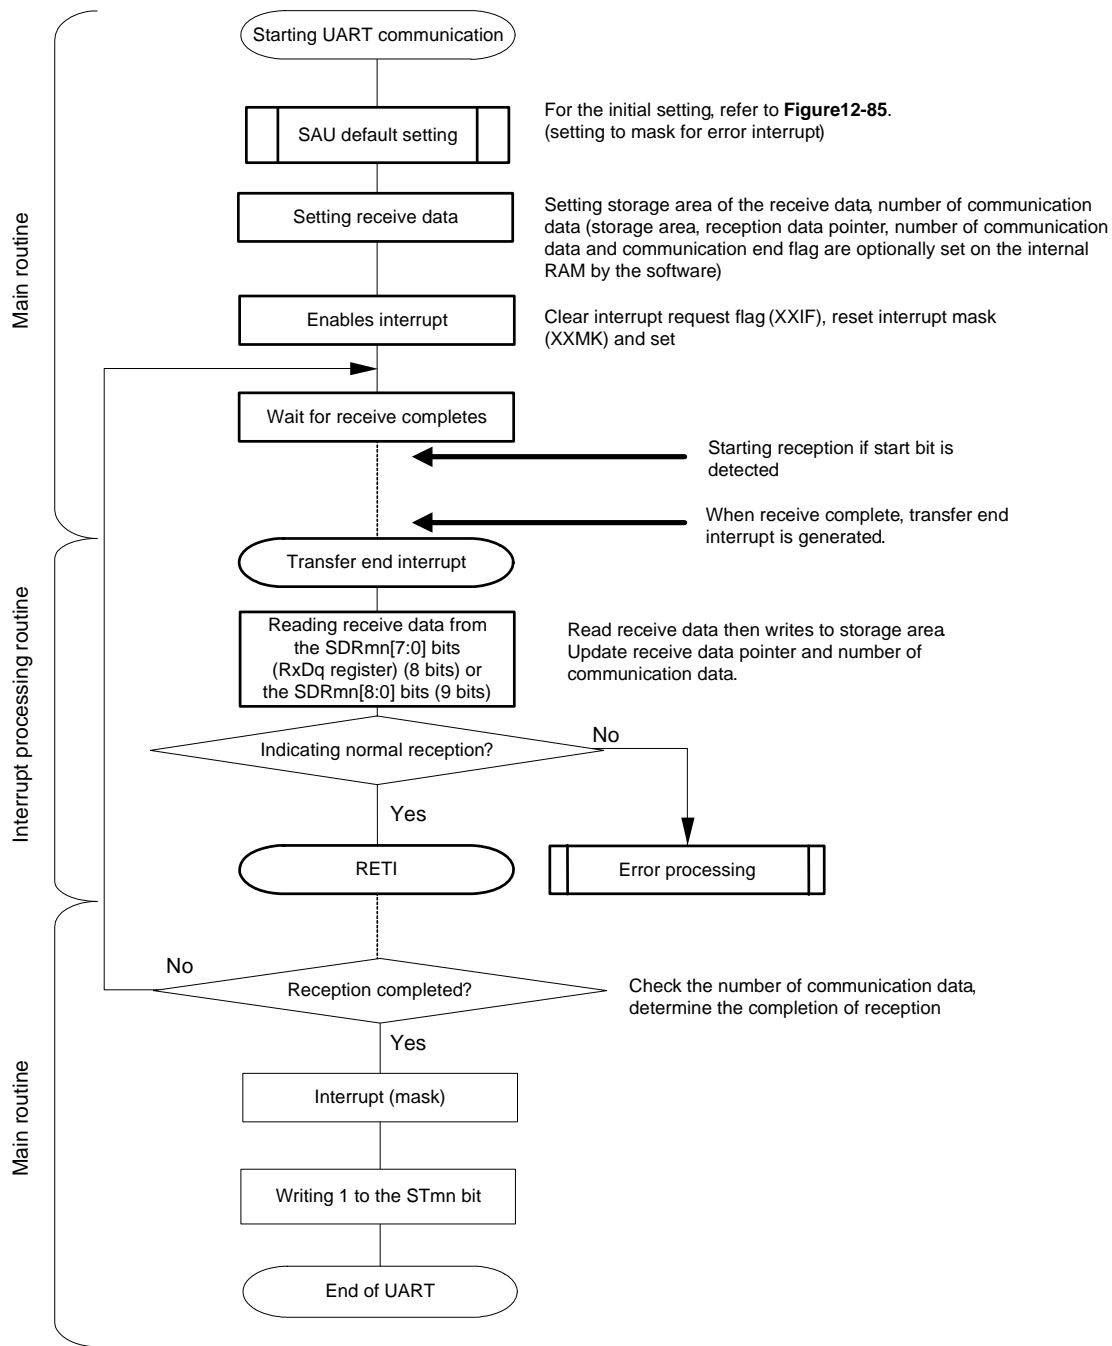 Starting UART communication
SAU default setting
For the initial setting, refer to Figure12-85.
(setting to mask for error interrupt)
Setting receive data
Setting storage area of the receive data, number of communication
data (storage area, reception data pointer, number of communication
data and communication end flag are optionally set on the internal
RAM by the software)
Main routine
Enables interrupt
Clear interrupt request flag (XXIF), reset interrupt mask
(XXMK) and set
Wait for receive completes
Starting reception if start bit is
detected
When receive complete, transfer end
interrupt is generated.
Transfer end interrupt
Reading receive data from
the SDRmn[7:0] bits
(RxDq register) (8 bits) or
the SDRmn[8:0] bits (9 bits)
Read receive data then writes to storage area.
Update receive data pointer and number of
communication data.
Interrupt processing routine
Indicating normal reception?
No
Yes
RETI
Error processing
No
Reception completed?
Check the number of communication data,
determine the completion of reception
Yes
Main routine
Interrupt (mask)
Writing 1 to the STmn bit
End of UART